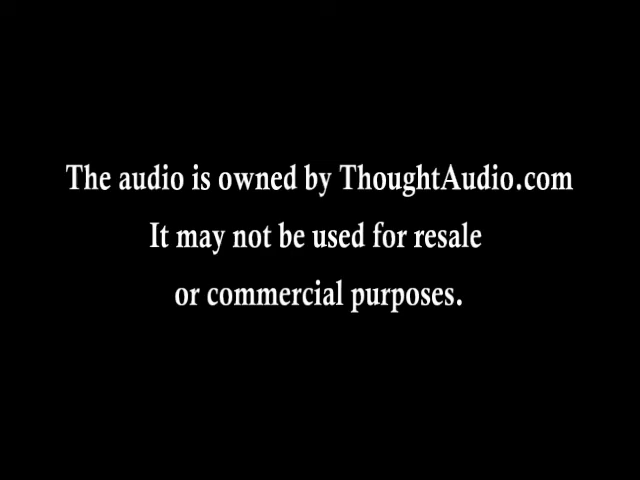 The audio is owned by ThoughtAudio.com
It may not be used for resale
or commercial purposes.